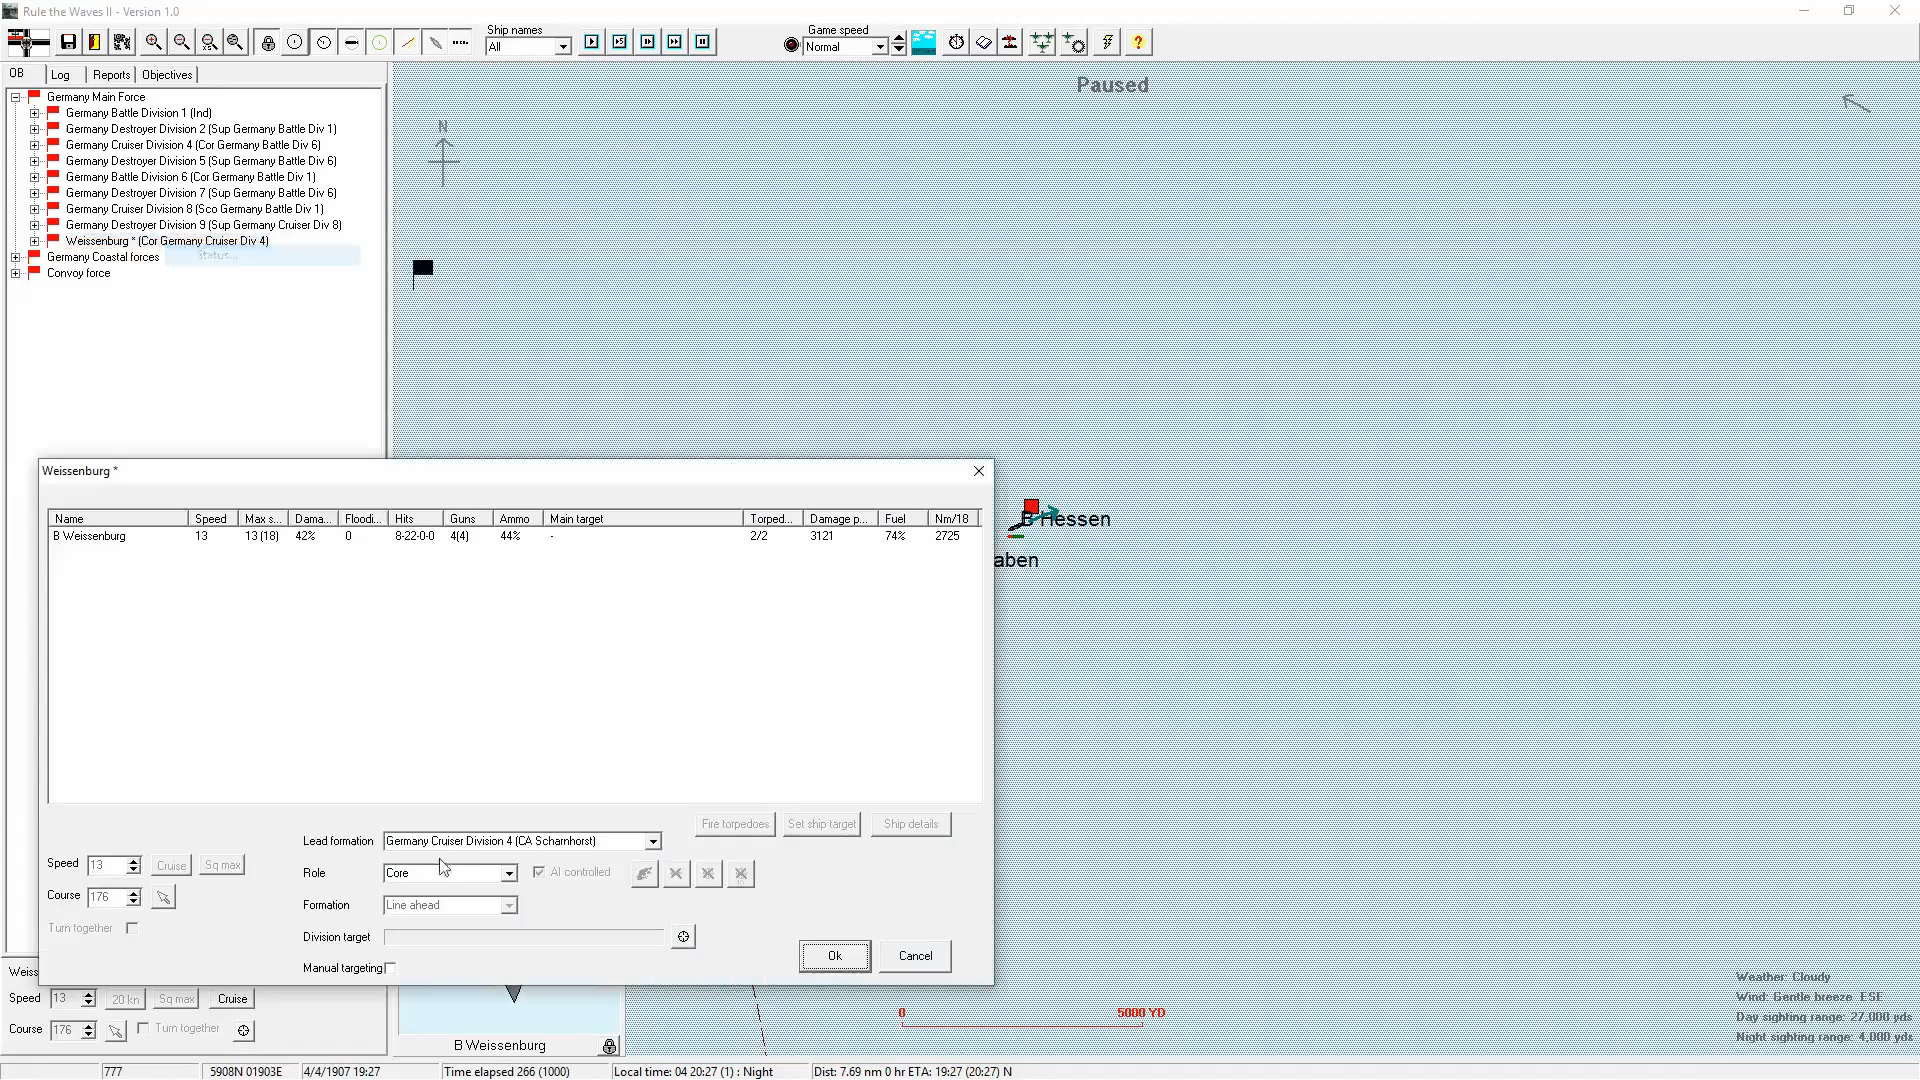 Rule the Waves II - Version 1.0
Ship names
All
Game speed
Normal
OB
Log
Reports
Objectives
Paused
N
Germany Main Force
Germany Battle Division 1 (Ind)
Germany Destroyer Division 2 (Sup Germany Battle Div 1)
Germany Cruiser Division 4 (Cor Germany Battle Div 6)
Germany Destroyer Division 5 (Sup Germany Battle Div 6)
Germany Battle Division 6 (Cor Germany Battle Div 1)
Germany Destroyer Division 7 (Sup Germany Battle Div 6)
Germany Cruiser Division 8 (Sco Germany Battle Div 1)
Germany Destroyer Division 9 (Sup Germany Cruiser Div 8)
Weissenburg * (Cor Germany Cruiser Div 4)
Germany Coastal forces
Status...
Convoy force
Weissenburg *
Name Speed Max s... Dama... Floodi... Hits Guns Ammo Main target Torped... Damage p... Fuel Nm/18
B Weissenburg 13 13 (18) 42% 0 8-22-0-0 4(4) 44% - 2/2 3121 74% 2725
B Hessen
aben
Fire torpedoes
Set ship target
Ship details
Lead formation Germany Cruiser Division 4 (CA Scharnhorst)
Speed 13 Cruise Sq max
Role Core AI controlled
Course 176
Formation Line ahead
Turn together
Division target
Ok
Cancel
Manual targeting
Weiss
Speed 13 20 kn Sq max Cruise
Course 176 Turn together
B Weissenburg
0 5000 YD
Weather: Cloudy
Wind: Gentle breeze ESE
Day sighting range: 27,000 yds
Night sighting range: 4,000 yds
777 5908N 01903E 4/4/1907 19:27 Time elapsed 266 (1000) Local time: 04 20:27 (1) : Night Dist: 7.69 nm 0 hr ETA: 19:27 (20:27) N